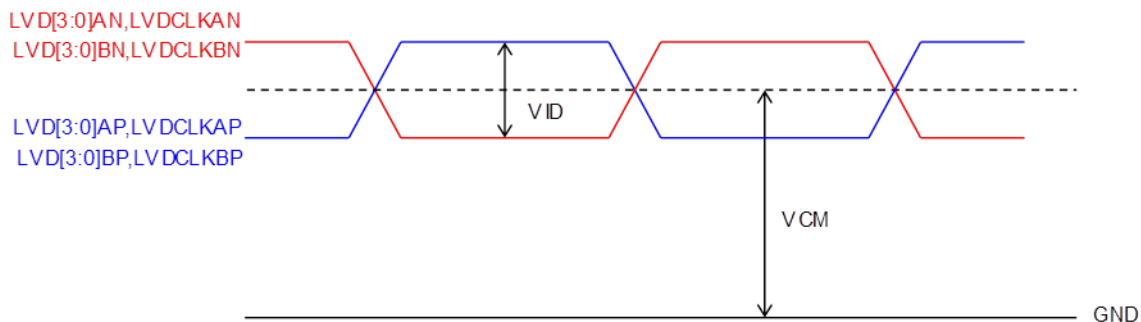 LVD[3:0]AN,LVDCLKAN
LVD[3:0]BN,LVDCLKBN
VID
LVD[3:0]AP,LVDCLKAP
LVD[3:0]BP,LVDCLKBP
VCM
GND